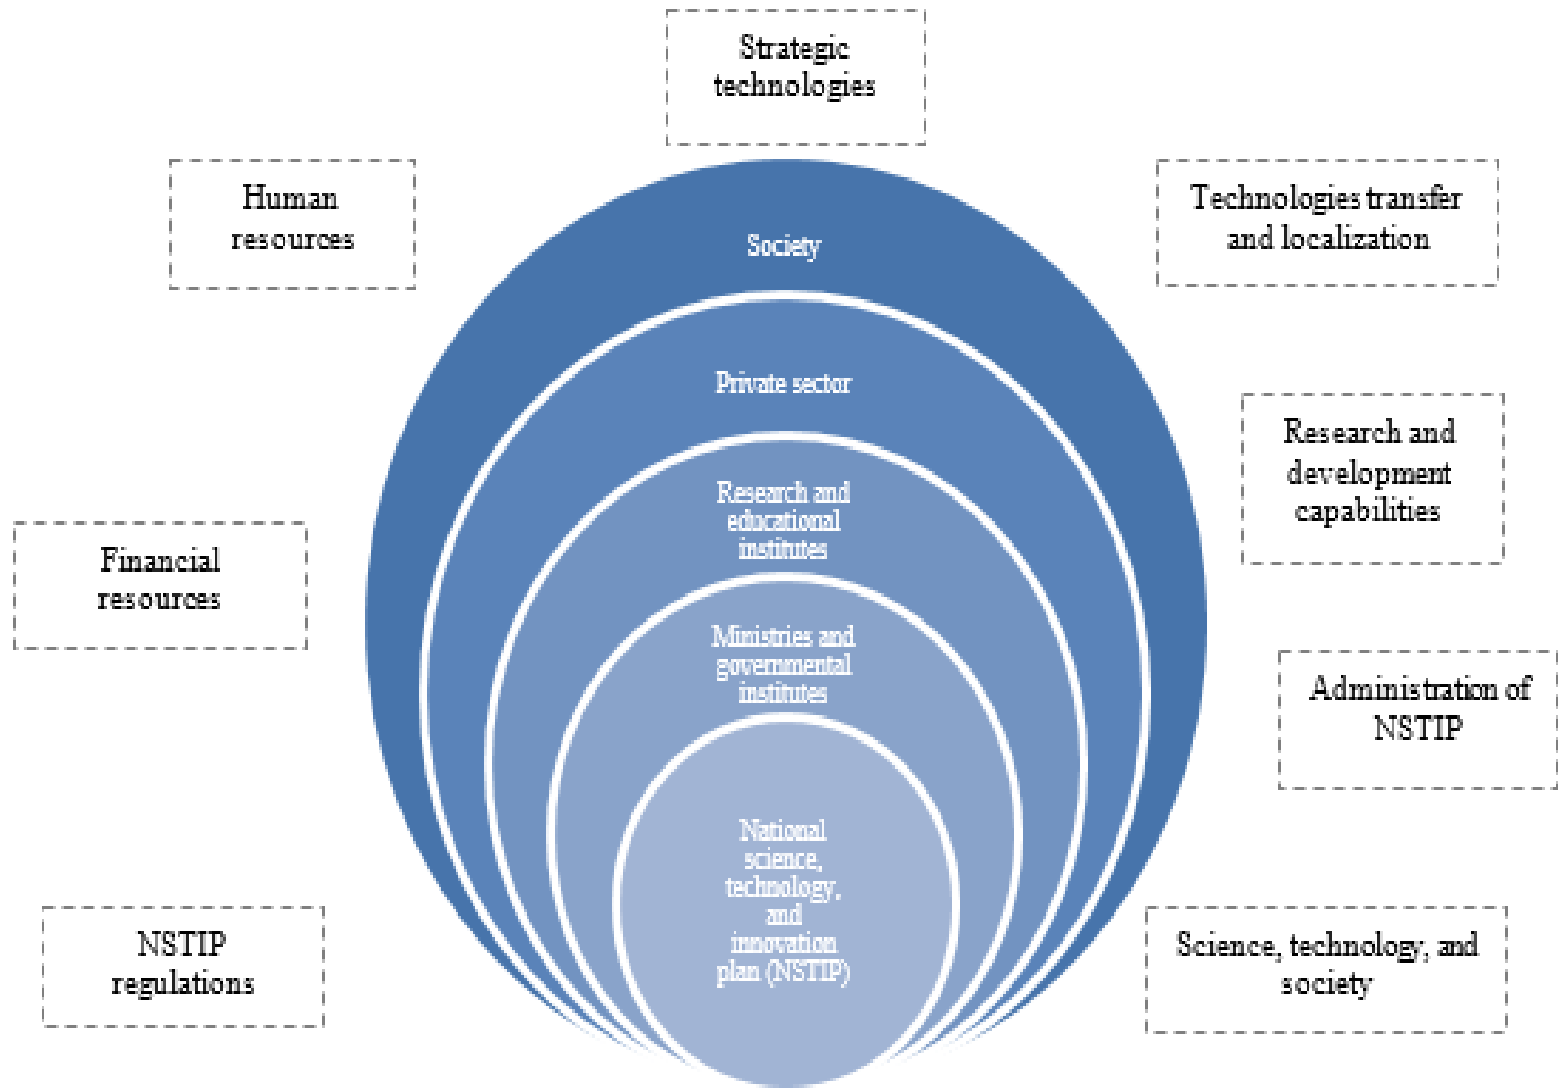 Strategic
technologies
Human
resources
Technologies transfer
and localization
Society
Private sector
Research and
development
capabilities
Research and
educational
institutes
Financial
resources
Ministries and
governmental
institutes
Administration of
NSTIP
National
science,
technology,
and
innovation
plan (NSTIP)
NSTIP
regulations
Science, technology, and
society